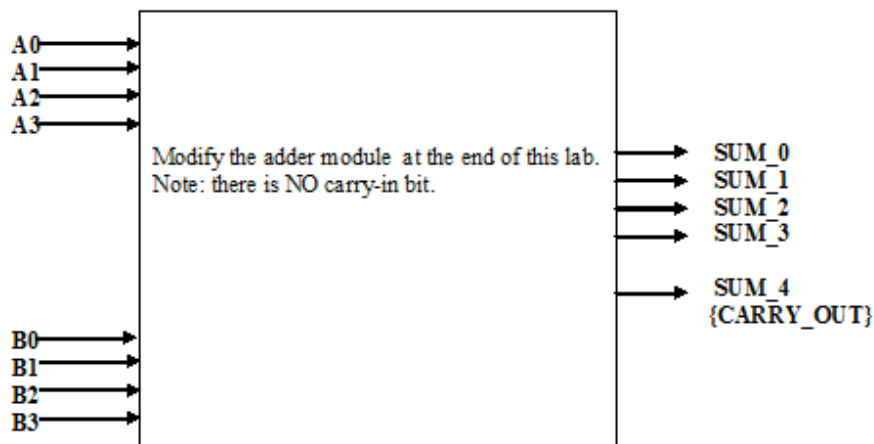 A0
A1
A2
A3
Modify the adder module at the end of this lab.
Note: there is NO carry-in bit.
SUM_0
SUM_1
SUM_2
SUM_3
SUM_4
{CARRY_OUT}
B0
B1
B2
B3